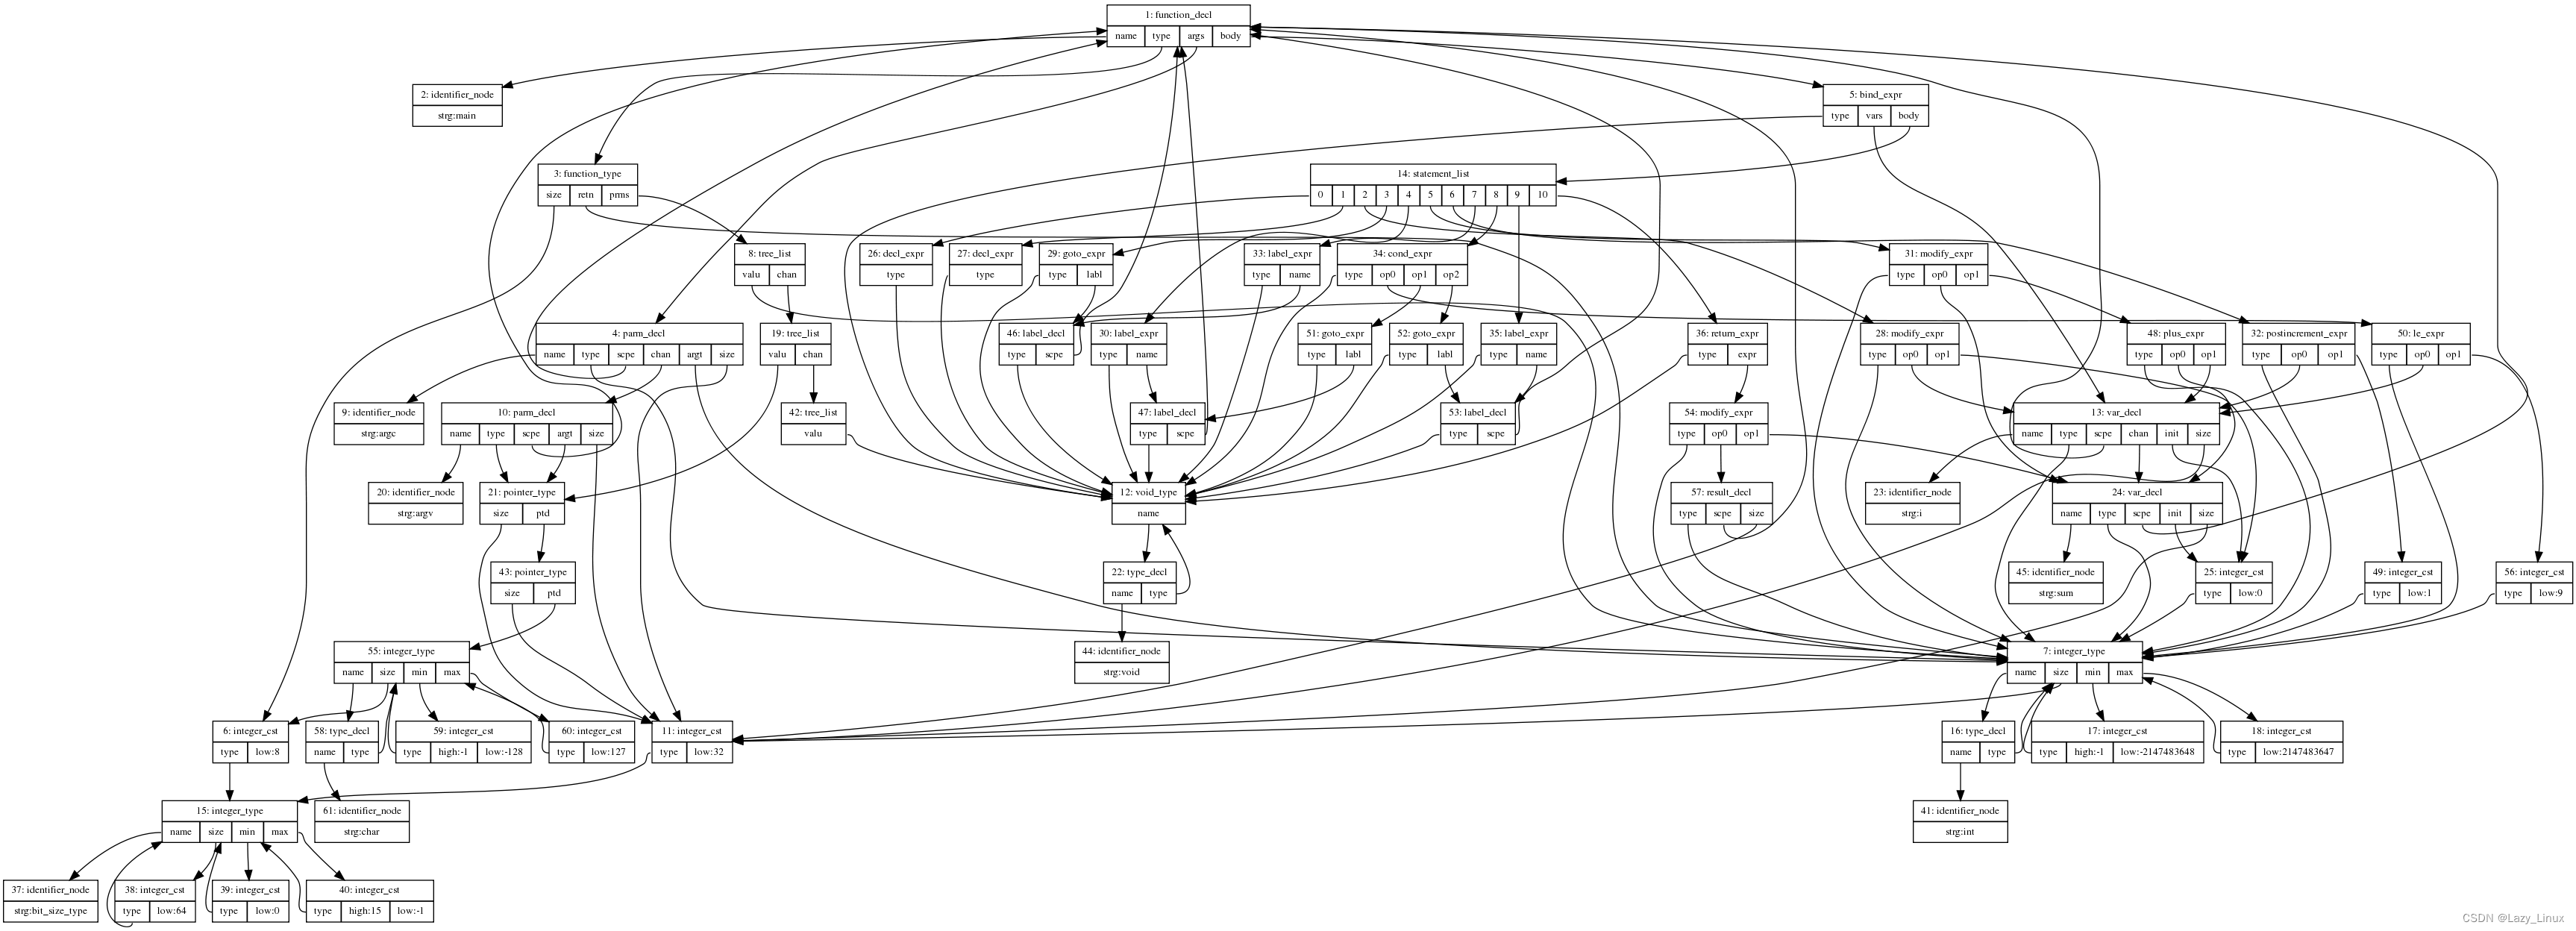 1: function_decl
name type args body
2: identifier_node
strg:main
5: bind_expr
type vars body
3: function_type
size retn prms
14: statement_list
0 1 2 3 4 5 6 7 8 9 10
8: tree_list
valu chan
26: decl_expr
type
27: decl_expr
type
29: goto_expr
type labl
33: label_expr
type name
34: cond_expr
type op0 op1 op2
31: modify_expr
type op0 op1
4: parm_decl
name type scpe chan argt size
19: tree_list
valu chan
46: label_decl
type scpe
30: label_expr
type name
51: goto_expr
type labl
52: goto_expr
type labl
35: label_expr
type name
36: return_expr
type expr
28: modify_expr
type op0 op1
48: plus_expr
type op0 op1
32: postincrement_expr
type op0 op1
50: le_expr
type op0 op1
9: identifier_node
strg:argc
10: parm_decl
name type scpe argt size
42: tree_list
valu
47: label_decl
type scpe
53: label_decl
type scpe
54: modify_expr
type op0 op1
13: var_decl
name type scpe chan init size
20: identifier_node
strg:argv
21: pointer_type
size ptd
12: void_type
name
57: result_decl
type scpe size
23: identifier_node
strg:i
24: var_decl
name type scpe init size
43: pointer_type
size ptd
22: type_decl
name type
45: identifier_node
strg:sum
25: integer_cst
type low:0
49: integer_cst
type low:1
56: integer_cst
type low:9
55: integer_type
name size min max
44: identifier_node
strg:void
7: integer_type
name size min max
6: integer_cst
type low:8
58: type_decl
name type
59: integer_cst
type high:-1 low:-128
60: integer_cst
type low:127
11: integer_cst
type low:32
16: type_decl
name type
17: integer_cst
type high:-1 low:-2147483648
18: integer_cst
type low:2147483647
15: integer_type
name size min max
61: identifier_node
strg:char
41: identifier_node
strg:int
37: identifier_node
strg:bit_size_type
38: integer_cst
type low:64
39: integer_cst
type low:0
40: integer_cst
type high:15 low:-1
CSDN @Lazy_Linux